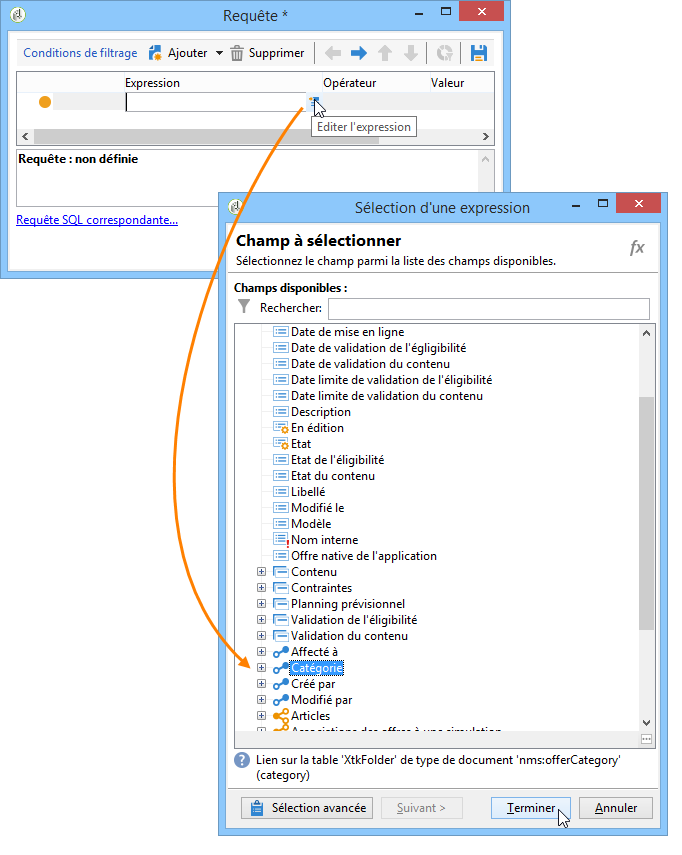 Requête *
Conditions de filtrage Ajouter Supprimer
Expression Opérateur Valeur
Editer l'expression
Requête : non définie
Requête SQL correspondante...
Sélection d'une expression
Champ à sélectionner
fx
Sélectionnez le champ parmi la liste des champs disponibles.
Champs disponibles :
Rechercher:
Date de mise en ligne
Date de validation de l'égligibilité
Date de validation du contenu
Date limite de validation de l'éligibilité
Date limite de validation du contenu
Description
En édition
Etat
Etat de l'éligibilité
Etat du contenu
Libellé
Modifié le
Modèle
Nom interne
Offre native de l'application
Contenu
Contraintes
Planning prévisionnel
Validation de l'éligibilité
Validation du contenu
Affecté à
Catégorie
Créé par
Modifié par
Articles
Associations des offres à une simulation
Lien sur la table 'XtkFolder' de type de document 'nms:offerCategory'
(category)
Sélection avancée Suivant > Terminer Annuler